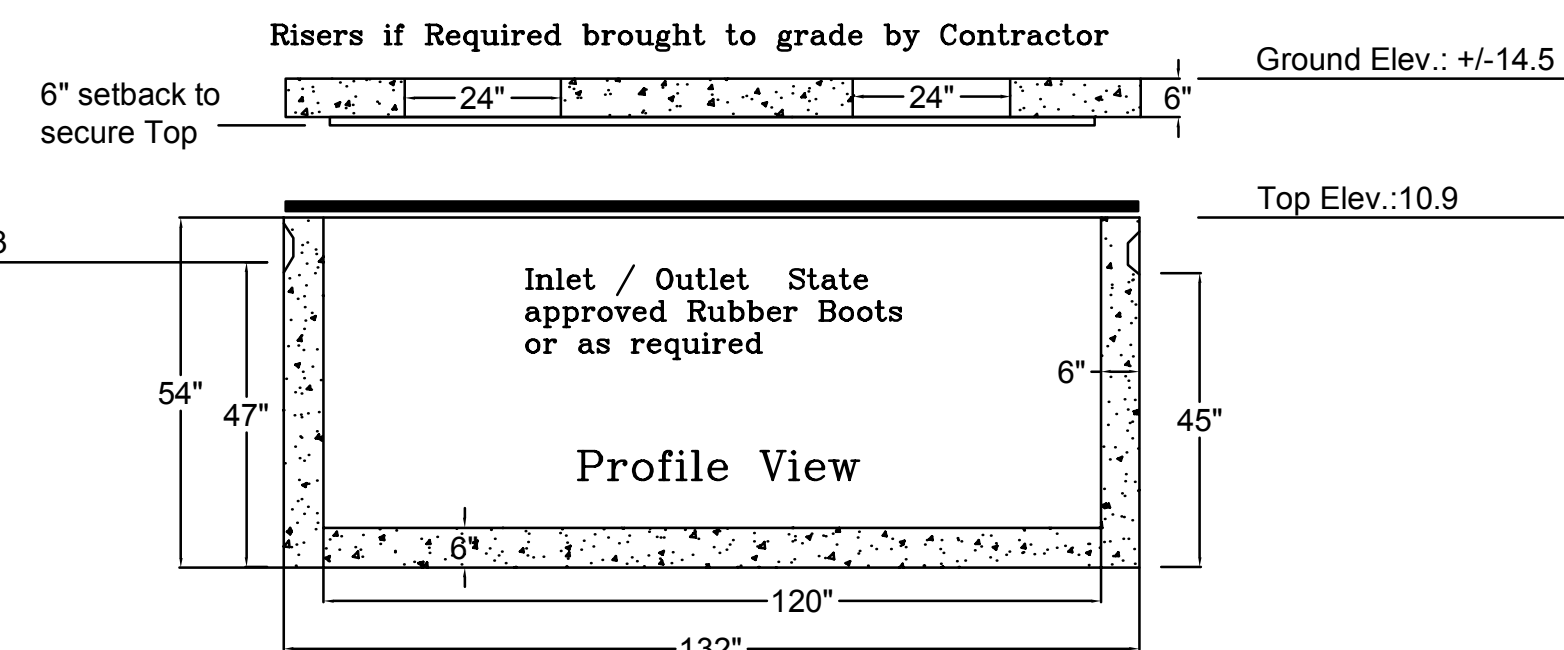 Risers if Required brought to grade by Contractor
Ground Elev.: +/-14.5
6" setback to
secure Top
24"
24"
6"
Top Elev.:10.9
3
Inlet / Outlet State
approved Rubber Boots
or as required
54"
47"
6"
45"
Profile View
6"
120"
132"